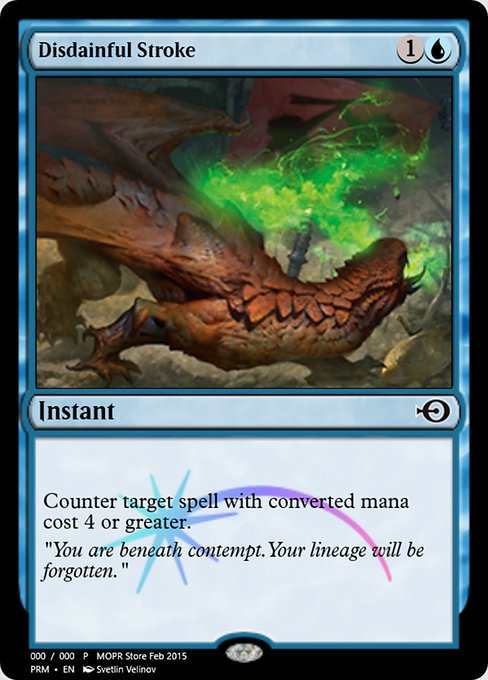 Disdainful Stroke 1
Instant
Counter target spell with converted mana
cost 4 or greater.
"You are beneath contempt. Your lineage will be
forgotten."
000 / 000 P MOPR Store Feb 2015
PRM • EN Svetlin Velinov